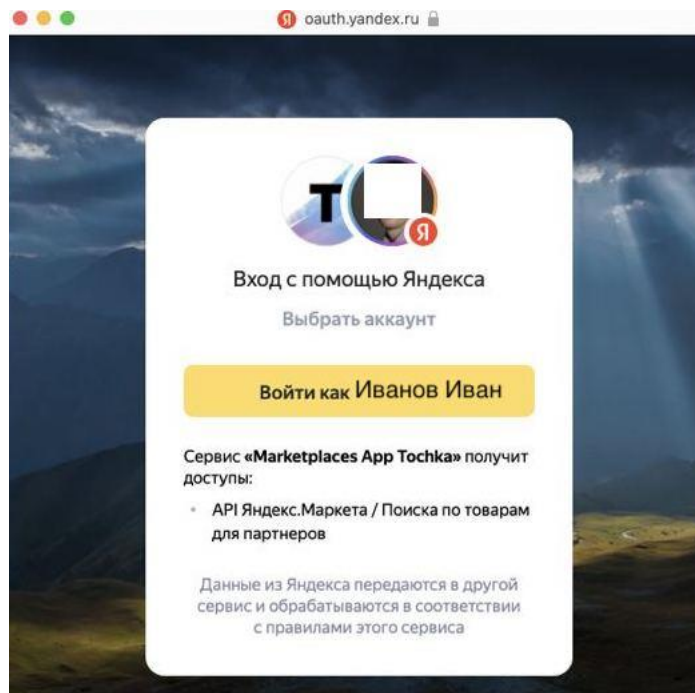 Я oauth.yandex.ru
T
Я
Вход с помощью Яндекса
Выбрать аккаунт
Войти как Иванов Иван
Сервис «Marketplaces App Tochka» получит
доступы:
• API Яндекс.Маркета / Поиска по товарам
для партнеров
Данные из Яндекса передаются в другой
сервис и обрабатываются в соответствии
с правилами этого сервиса